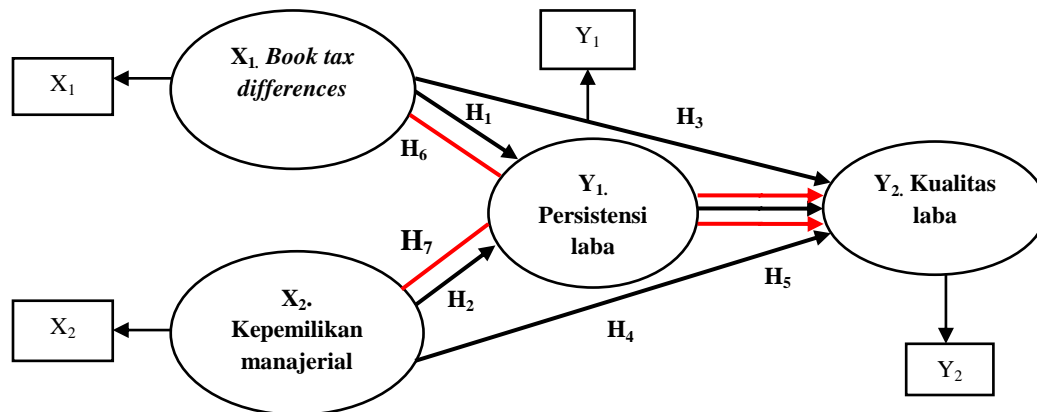 Y1
X1
X1. Book tax
differences
H1
H3
H6
Y1.
Persistensi
laba
Y2. Kualitas
laba
H7
H2
H5
X2
X2.
Kepemilikan
manajerial
H4
Y2